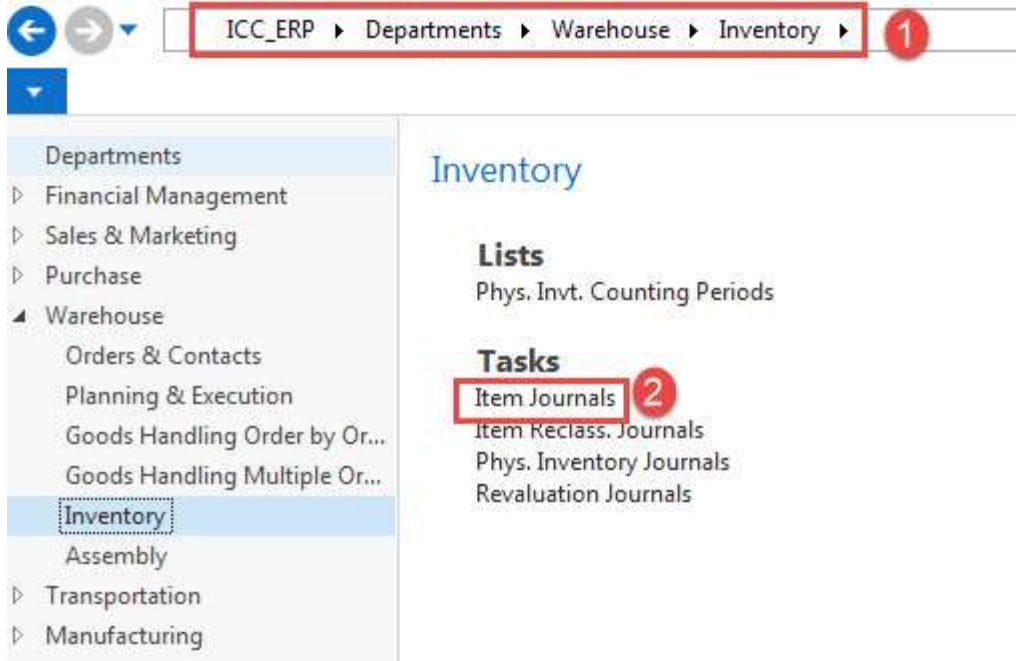 ICC_ERP ▸ Departments ▸ Warehouse ▸ Inventory ▸
1
Departments
Financial Management
Sales & Marketing
Purchase
Warehouse
Orders & Contacts
Planning & Execution
Goods Handling Order by Or...
Goods Handling Multiple Or...
Inventory
Assembly
Transportation
Manufacturing
Inventory
Lists
Phys. Invt. Counting Periods
Tasks
Item Journals
2
Item Reclass. Journals
Phys. Inventory Journals
Revaluation Journals